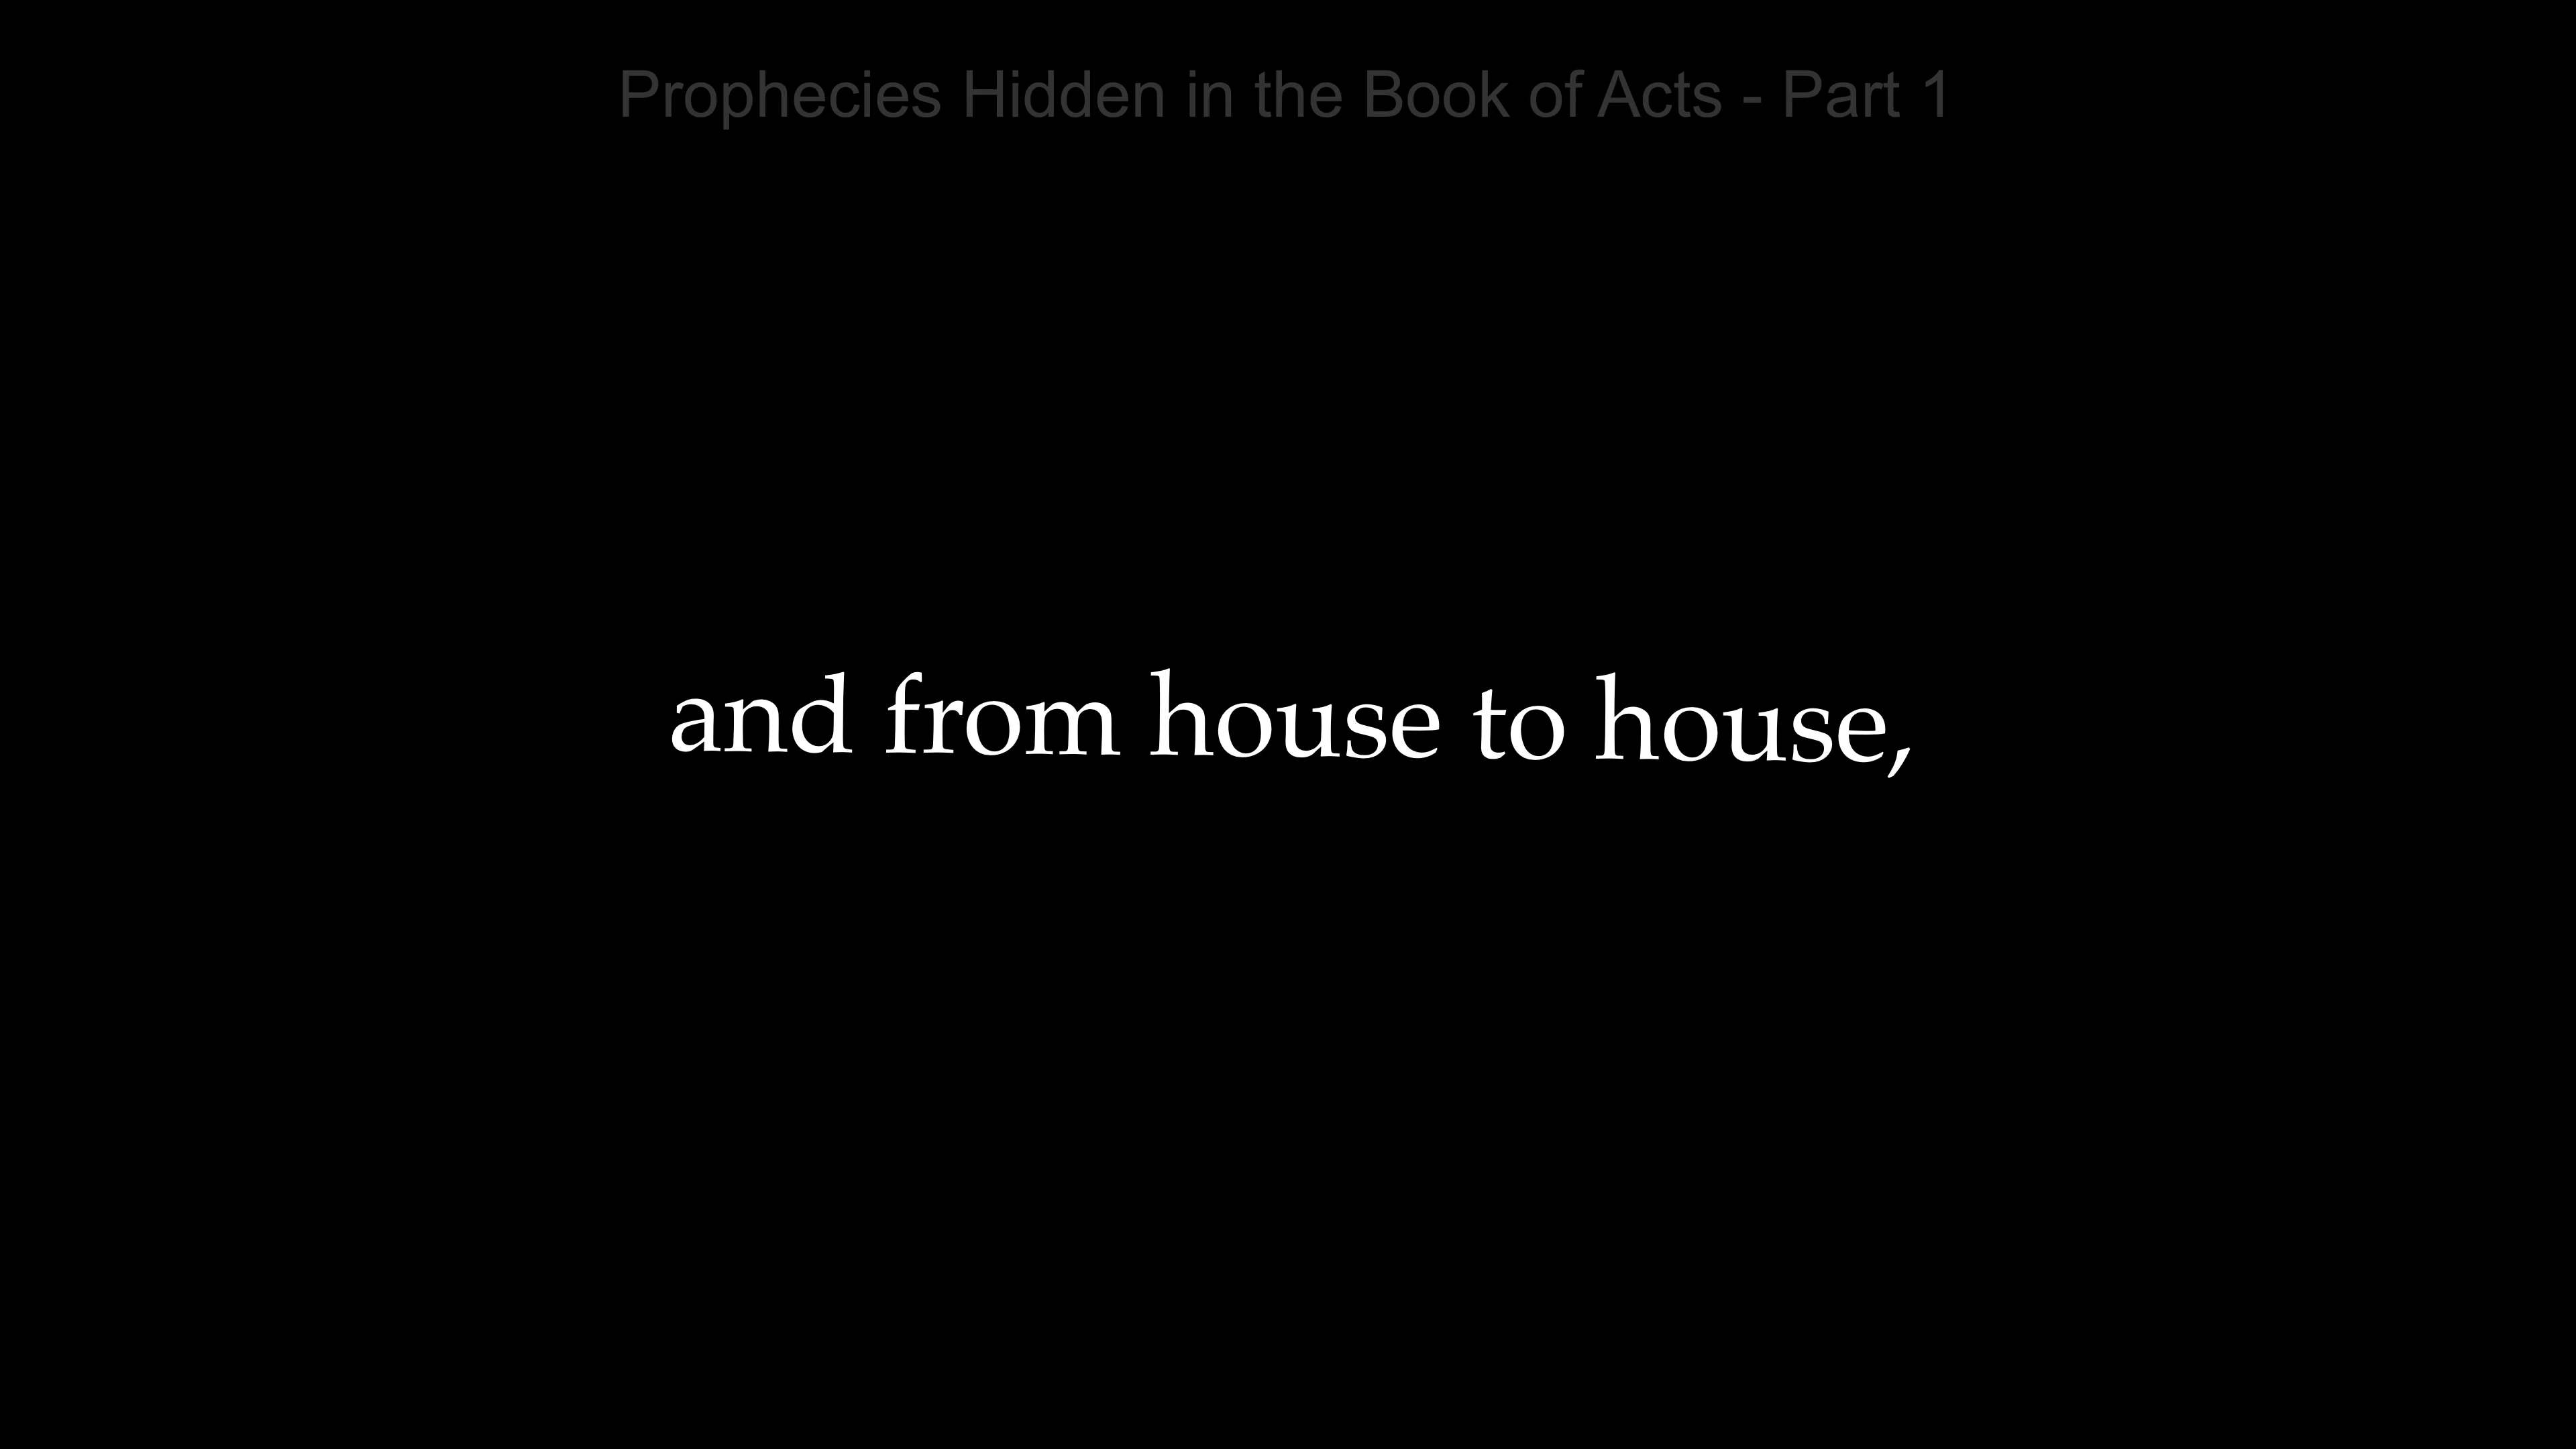 Prophecies Hidden in the Book of Acts - Part 1
and from house to house,